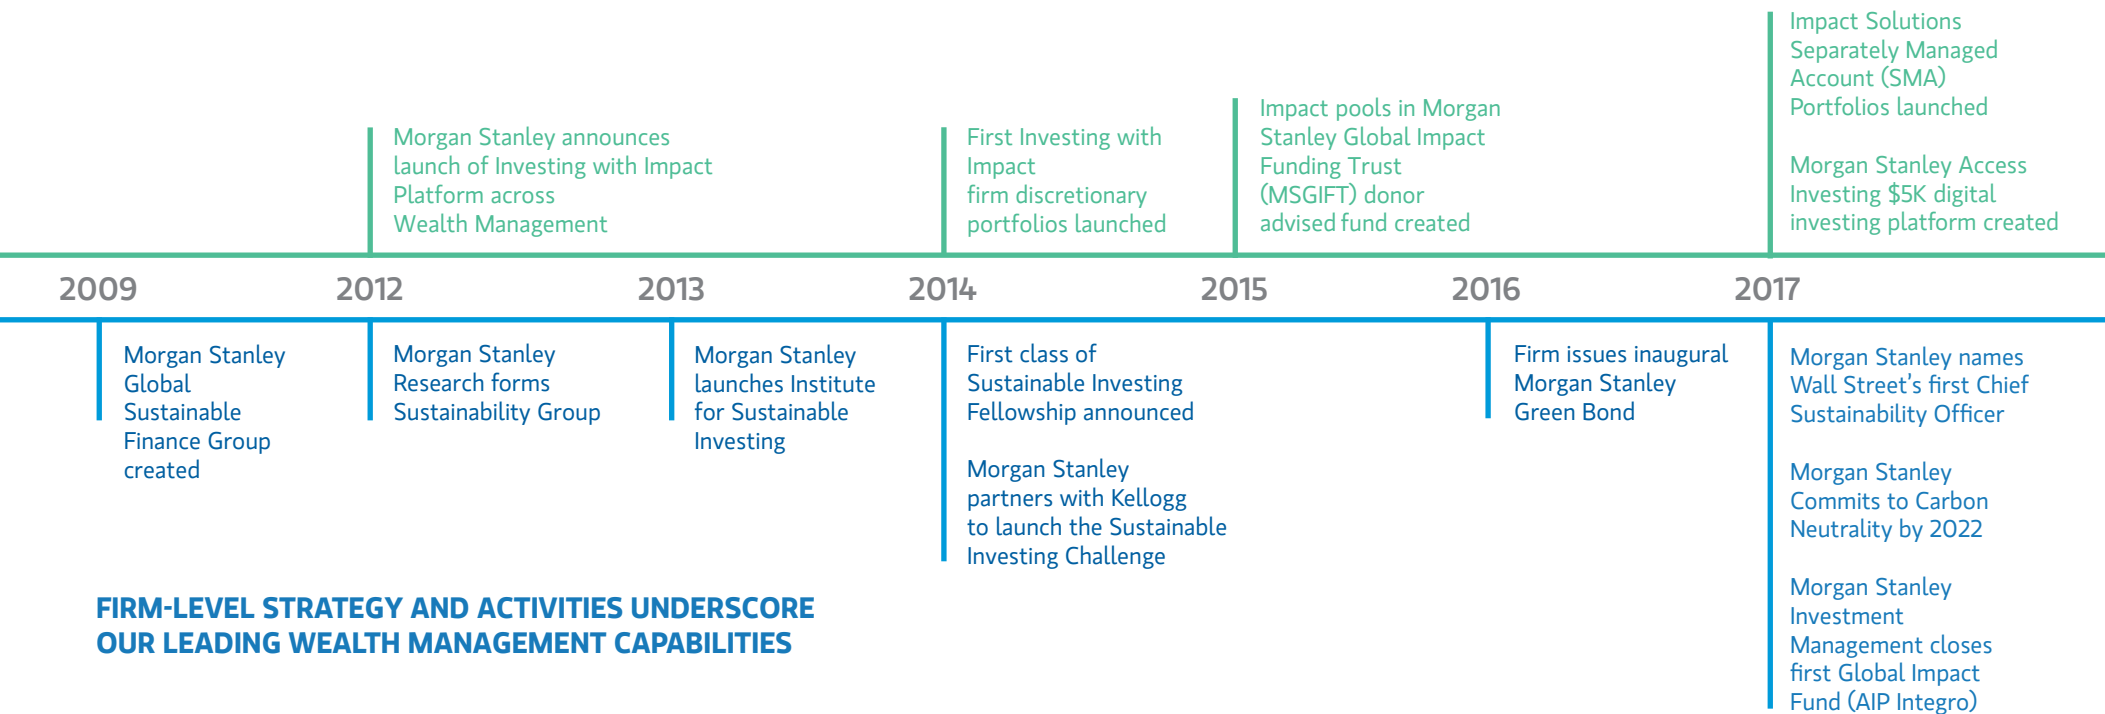 Morgan Stanley announces
launch of Investing with Impact
Platform across
Wealth Management
First Investing with
Impact
firm discretionary
portfolios launched
Impact pools in Morgan
Stanley Global Impact
Funding Trust
(MSGIFT) donor
advised fund created
Impact Solutions
Separately Managed
Account (SMA)
Portfolios launched
Morgan Stanley Access
Investing $5K digital
investing platform created
2009 2012 2013 2014 2015 2016 2017
Morgan Stanley
Global
Sustainable
Finance Group
created
Morgan Stanley
Research forms
Sustainability Group
Morgan Stanley
launches Institute
for Sustainable
Investing
First class of
Sustainable Investing
Fellowship announced
Morgan Stanley
partners with Kellogg
to launch the Sustainable
Investing Challenge
Firm issues inaugural
Morgan Stanley
Green Bond
Morgan Stanley names
Wall Street’s first Chief
Sustainability Officer
Morgan Stanley
Commits to Carbon
Neutrality by 2022
Morgan Stanley
Investment
Management closes
first Global Impact
Fund (AIP Integro)
FIRM-LEVEL STRATEGY AND ACTIVITIES UNDERSCORE
OUR LEADING WEALTH MANAGEMENT CAPABILITIES